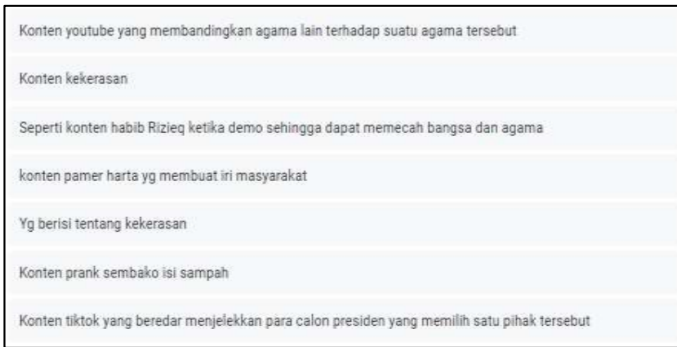 Konten youtube yang membandingkan agama lain terhadap suatu agama tersebut
Konten kekerasan
Seperti konten habib Rizieq ketika demo sehingga dapat memecah bangsa dan agama
konten pamer harta yg membuat iri masyarakat
Yg berisi tentang kekerasan
Konten prank sembako isi sampah
Konten tiktok yang beredar menjelekkan para calon presiden yang memilih satu pihak tersebut